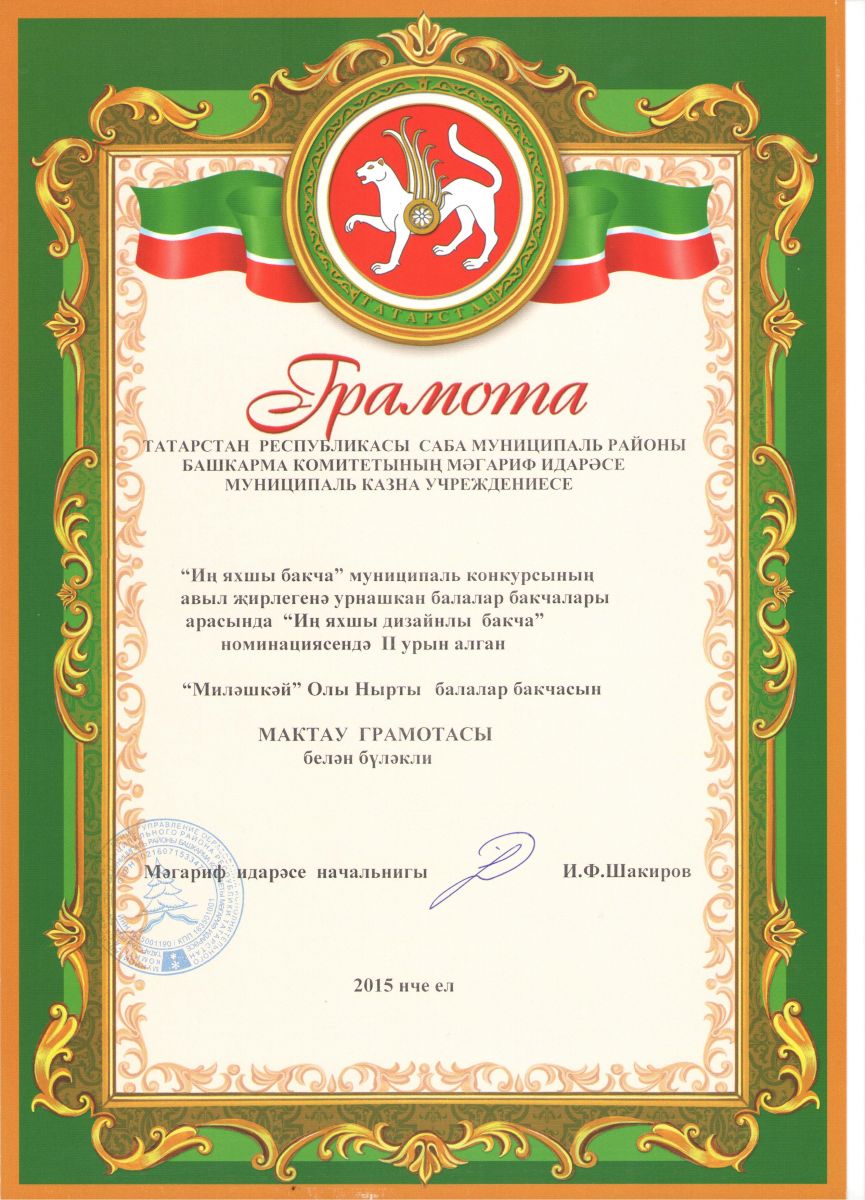 ТАТАРСТАН
Грамота
ТАТАРСТАН РЕСПУБЛИКАСЫ САБА МУНИЦИПАЛЬ РАЙОНЫ
БАШКАРМА КОМИТЕТЫНЫҢ МӘГАРИФ ИДАРӘСЕ
МУНИЦИПАЛЬ КАЗНА УЧРЕЖДЕНИЕСЕ
“Иң яхшы бакча” муниципаль конкурсының
авыл җирлегенә урнашкан балалар бакчалары
арасында “Иң яхшы дизайнлы бакча”
номинациясендә II урын алган
“Миләшкәй” Олы Нырты балалар бакчасын
МАКТАУ ГРАМОТАСЫ
белән бүләкли
Мәгариф идарәсе начальнигы
И.Ф.Шакиров
2015 нче ел